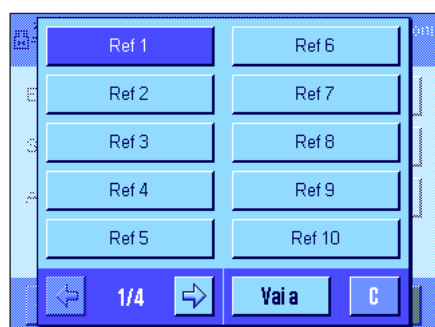 Ref 1
Ref 2
Ref 3
Ref 4
Ref 5
Ref 6
Ref 7
Ref 8
Ref 9
Ref 10
1/4
Vai a
C